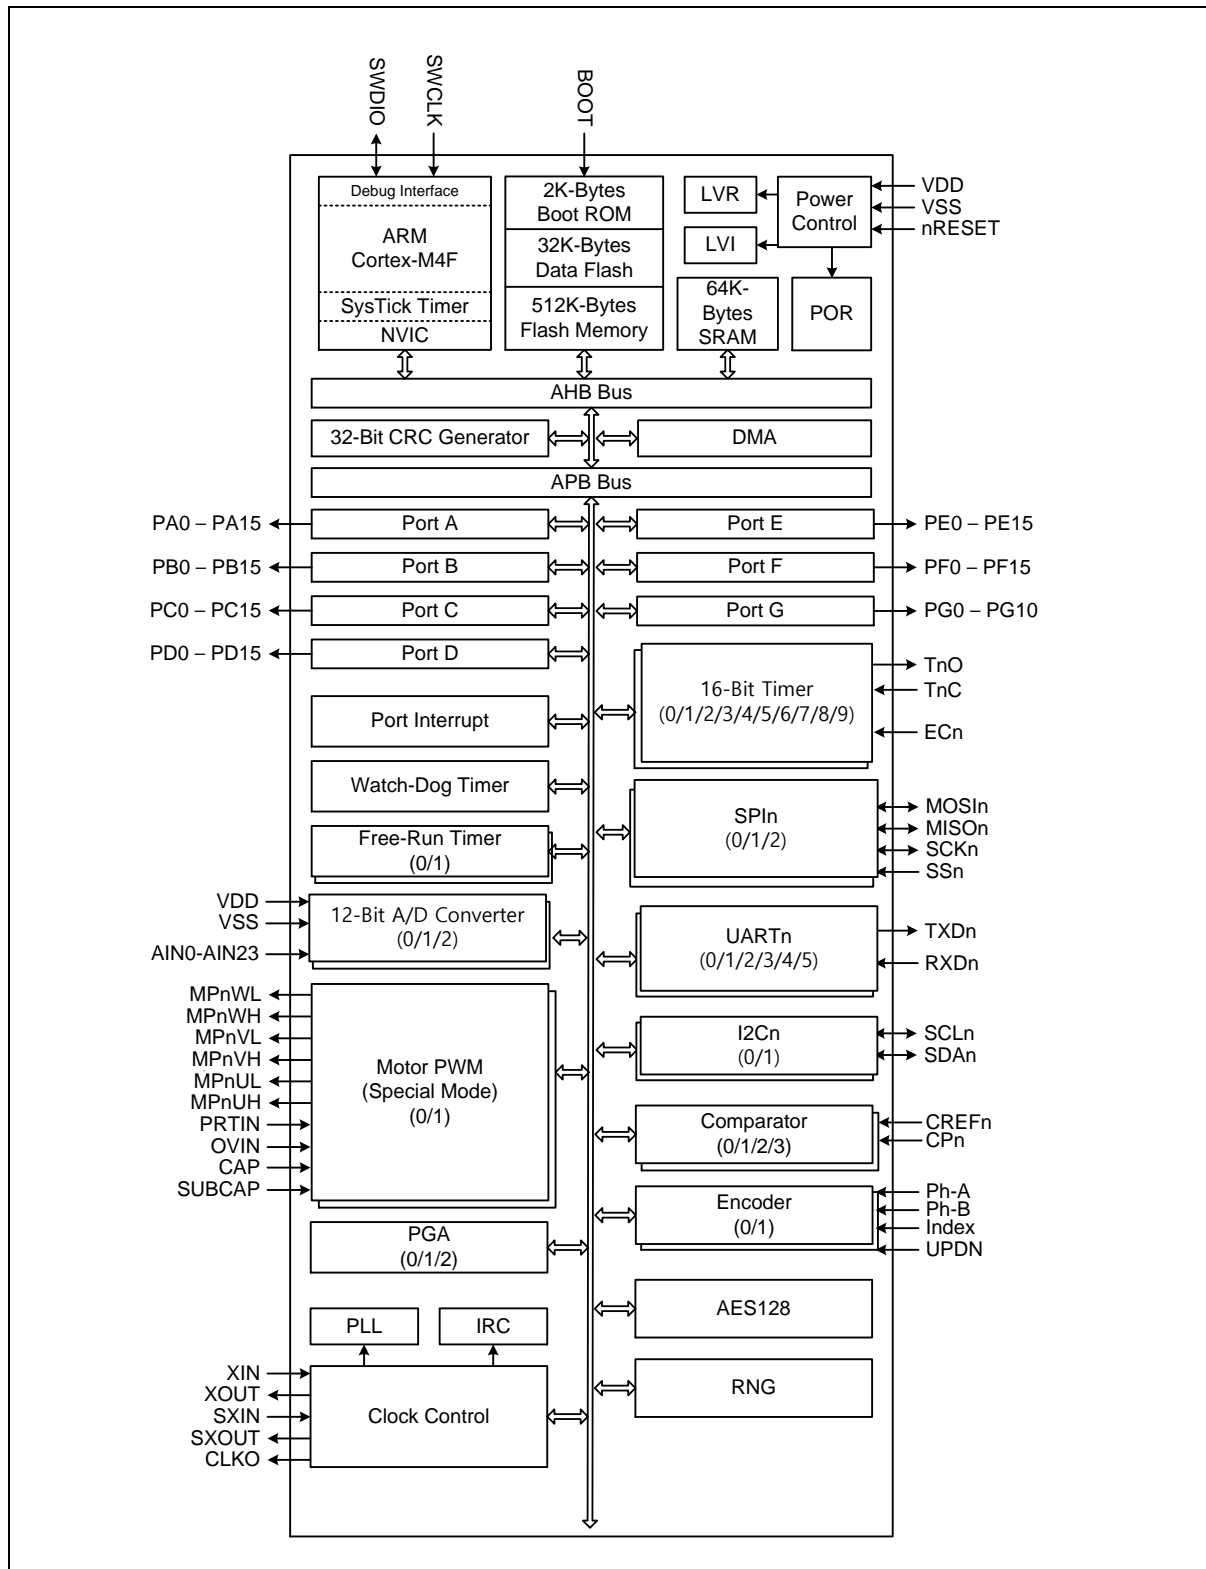 SWDIO
SWCLK
BOOT
Debug Interface
ARM
Cortex-M4F
SysTick Timer
NVIC
2K-Bytes
Boot ROM
32K-Bytes
Data Flash
512K-Bytes
Flash Memory
LVR
LVI
Power
Control
VDD
VSS
nRESET
64K-
Bytes
SRAM
POR
AHB Bus
32-Bit CRC Generator
DMA
APB Bus
PA0 – PA15
Port A
Port E
PE0 – PE15
PB0 – PB15
Port B
Port F
PF0 – PF15
PC0 – PC15
Port C
Port G
PG0 – PG10
PD0 – PD15
Port D
16-Bit Timer
(0/1/2/3/4/5/6/7/8/9)
TnO
TnC
ECn
Port Interrupt
Watch-Dog Timer
Free-Run Timer
(0/1)
SPIn
(0/1/2)
MOSIn
MISOn
SCKn
SSn
VDD
VSS
AIN0-AIN23
12-Bit A/D Converter
(0/1/2)
UARTn
(0/1/2/3/4/5)
TXDn
RXDn
MPnWL
MPnWH
MPnVL
MPnVH
MPnUL
MPnUH
PRTIN
OVIN
CAP
SUBCAP
Motor PWM
(Special Mode)
(0/1)
I2Cn
(0/1)
SCLn
SDAn
Comparator
(0/1/2/3)
CREFn
CPn
Encoder
(0/1)
Ph-A
Ph-B
Index
UPDN
PGA
(0/1/2)
AES128
PLL
IRC
XIN
XOUT
SXIN
SXOUT
CLKO
Clock Control
RNG